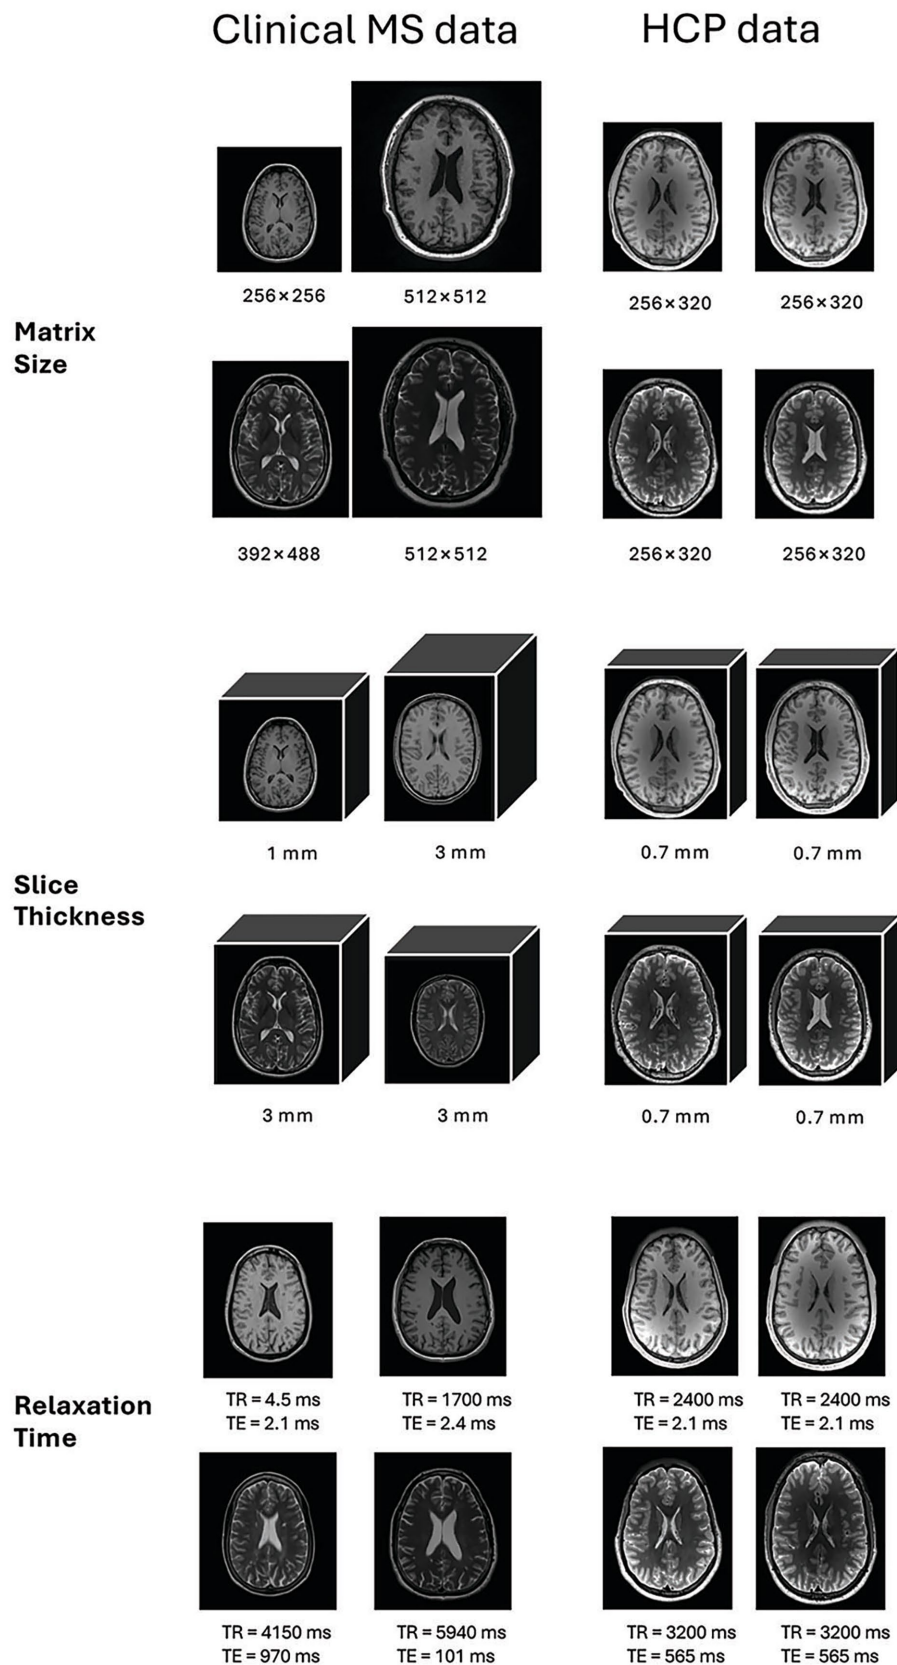 Clinical MS data
HCP data
256×256
512×512
256×320
256×320
Matrix
Size
392×488
512×512
256×320
256×320
1 mm
3 mm
0.7 mm
0.7 mm
Slice
Thickness
3 mm
3 mm
0.7 mm
0.7 mm
Relaxation
Time
TR = 4.5 ms
TE = 2.1 ms
TR = 1700 ms
TE = 2.4 ms
TR = 2400 ms
TE = 2.1 ms
TR = 2400 ms
TE = 2.1 ms
TR = 4150 ms
TE = 970 ms
TR = 5940 ms
TE = 101 ms
TR = 3200 ms
TE = 565 ms
TR = 3200 ms
TE = 565 ms